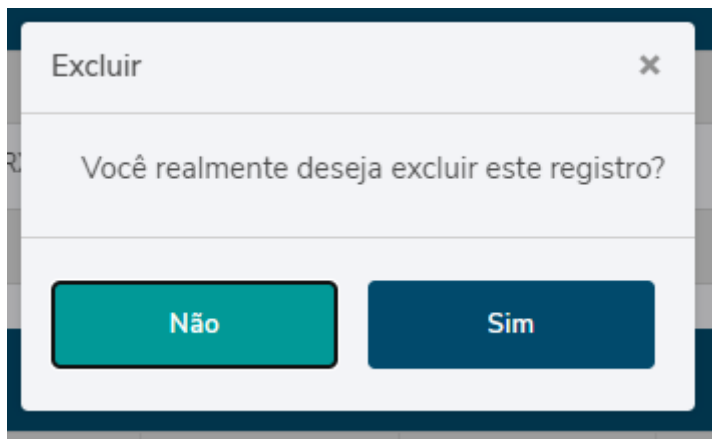 Excluir ×
Você realmente deseja excluir este registro?
Não Sim